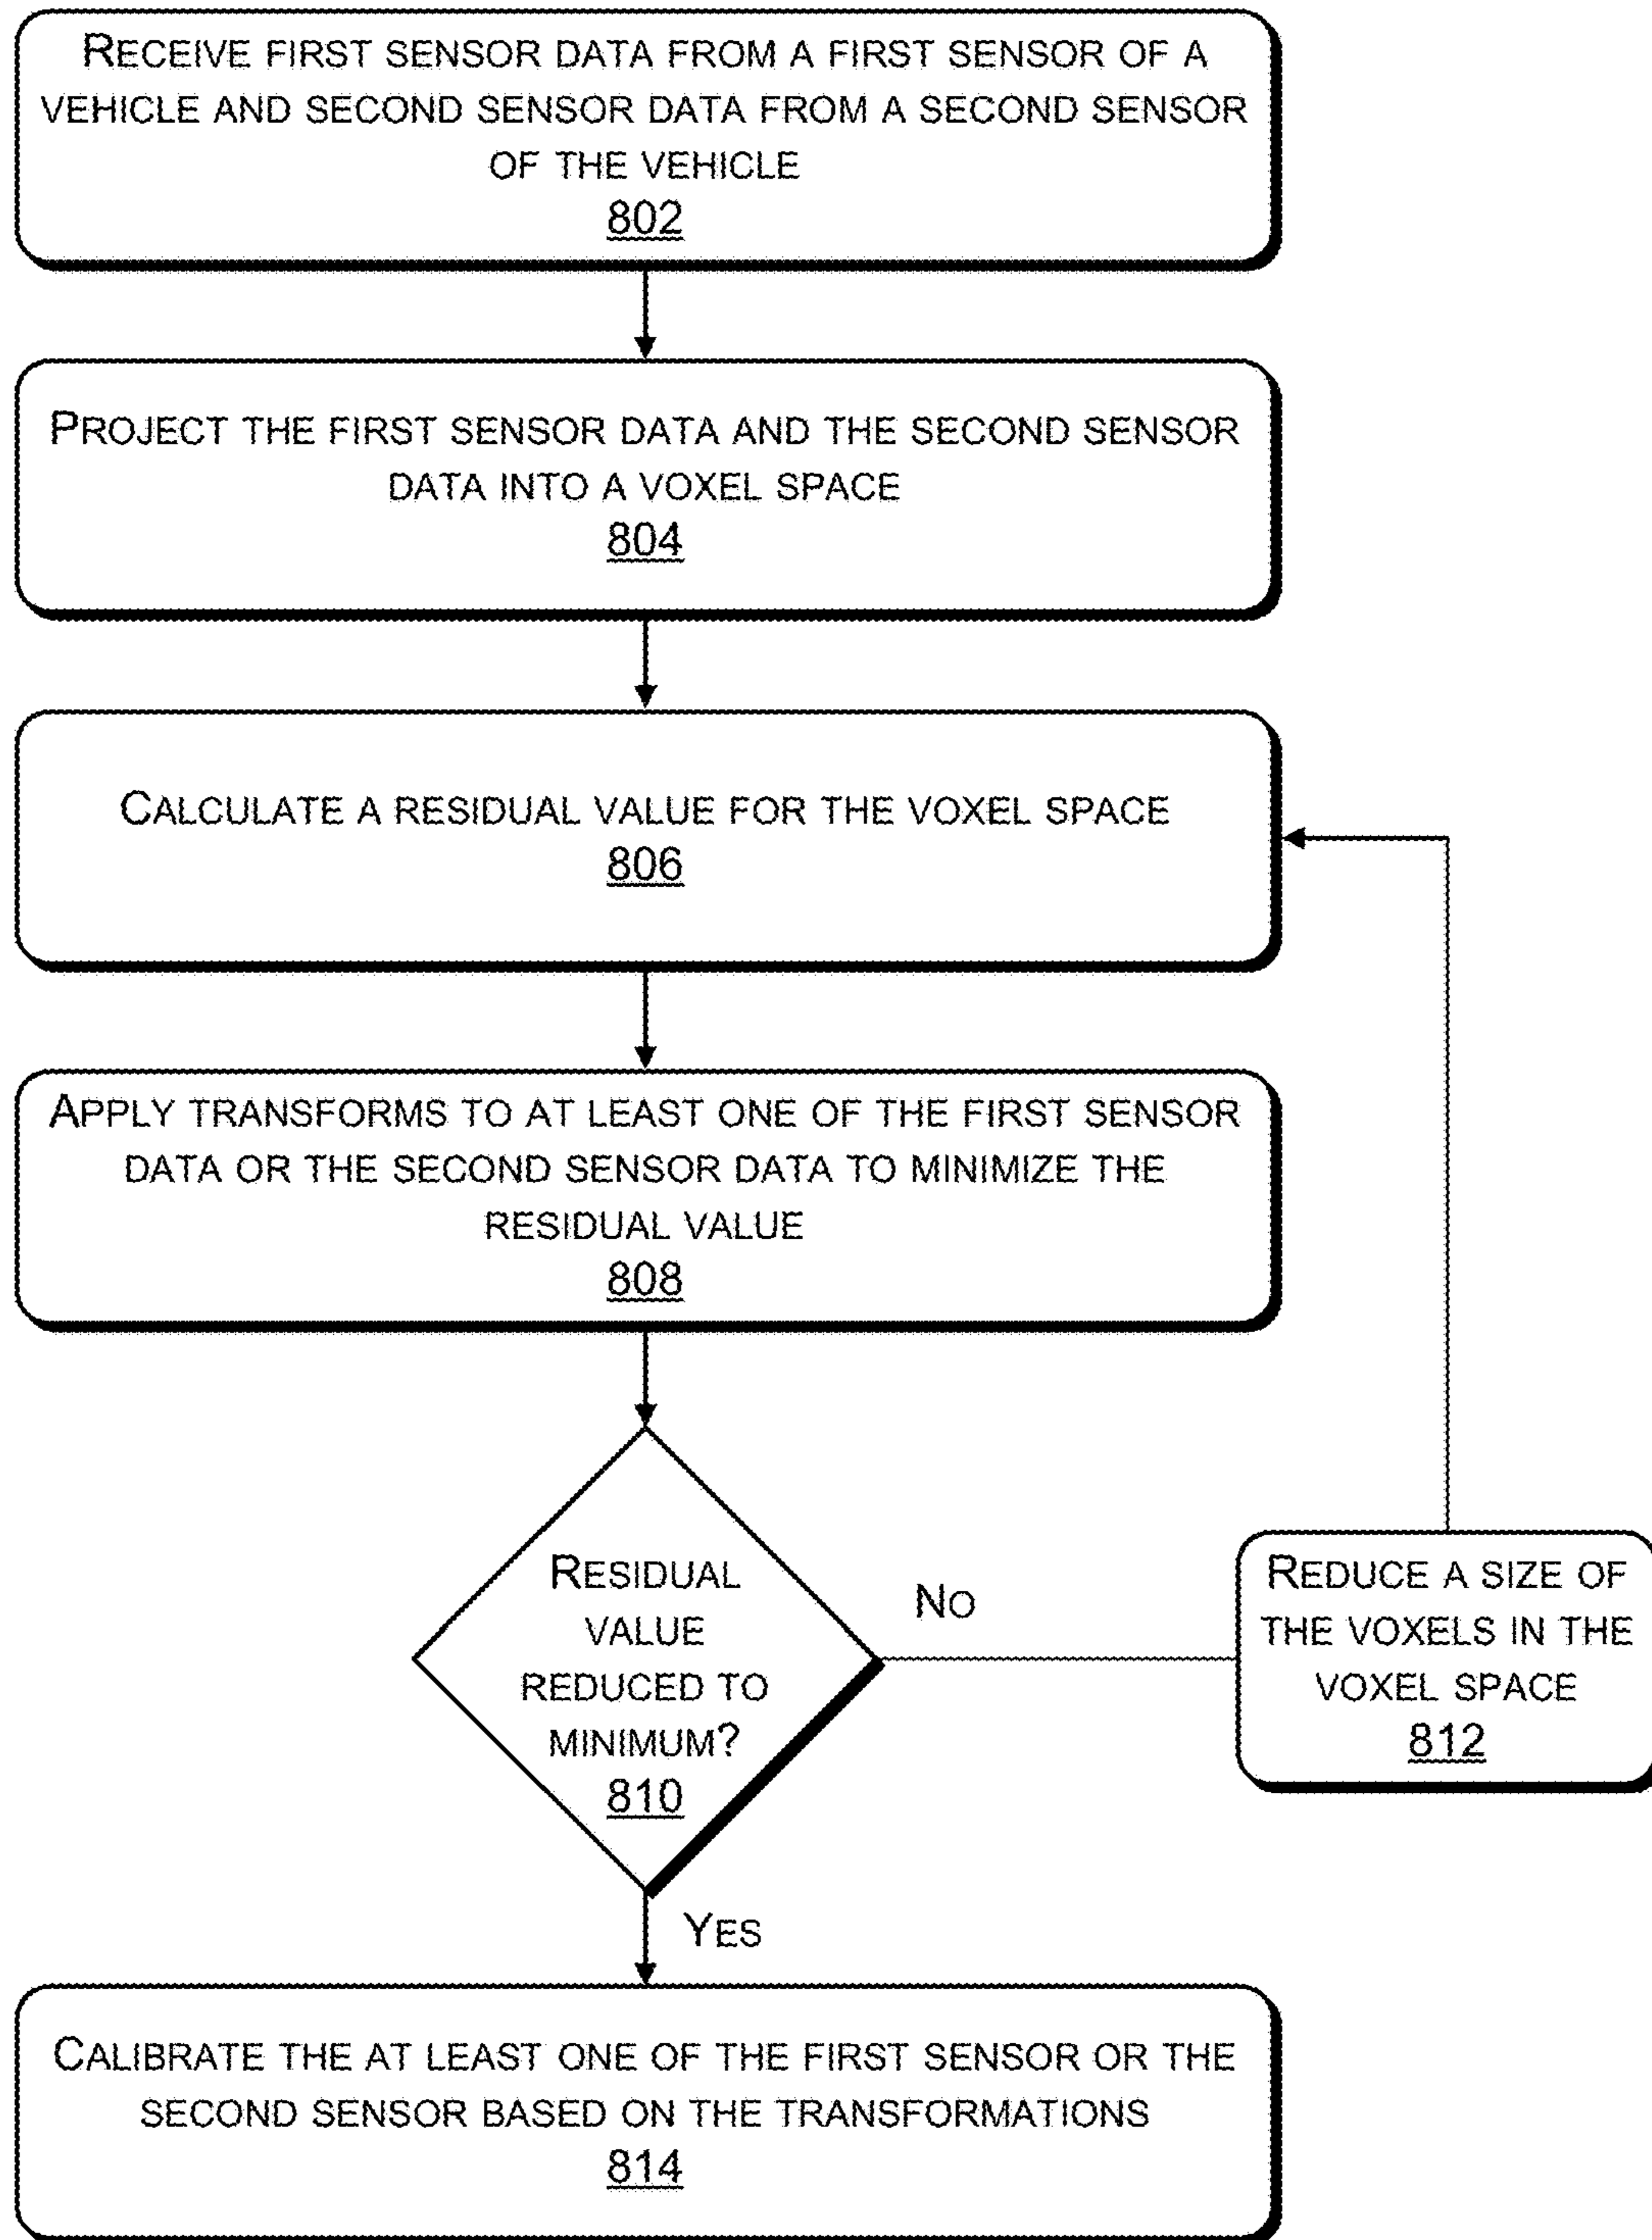 RECEIVE FIRST SENSOR DATA FROM A FIRST SENSOR OF A
VEHICLE AND SECOND SENSOR DATA FROM A SECOND SENSOR
OF THE VEHICLE
802
PROJECT THE FIRST SENSOR DATA AND THE SECOND SENSOR
DATA INTO A VOXEL SPACE
804
CALCULATE A RESIDUAL VALUE FOR THE VOXEL SPACE
806
APPLY TRANSFORMS TO AT LEAST ONE OF THE FIRST SENSOR
DATA OR THE SECOND SENSOR DATA TO MINIMIZE THE
RESIDUAL VALUE
808
RESIDUAL
VALUE
REDUCED TO
MINIMUM?
810
NO
REDUCE A SIZE OF
THE VOXELS IN THE
VOXEL SPACE
812
YES
CALIBRATE THE AT LEAST ONE OF THE FIRST SENSOR OR THE
SECOND SENSOR BASED ON THE TRANSFORMATIONS
814